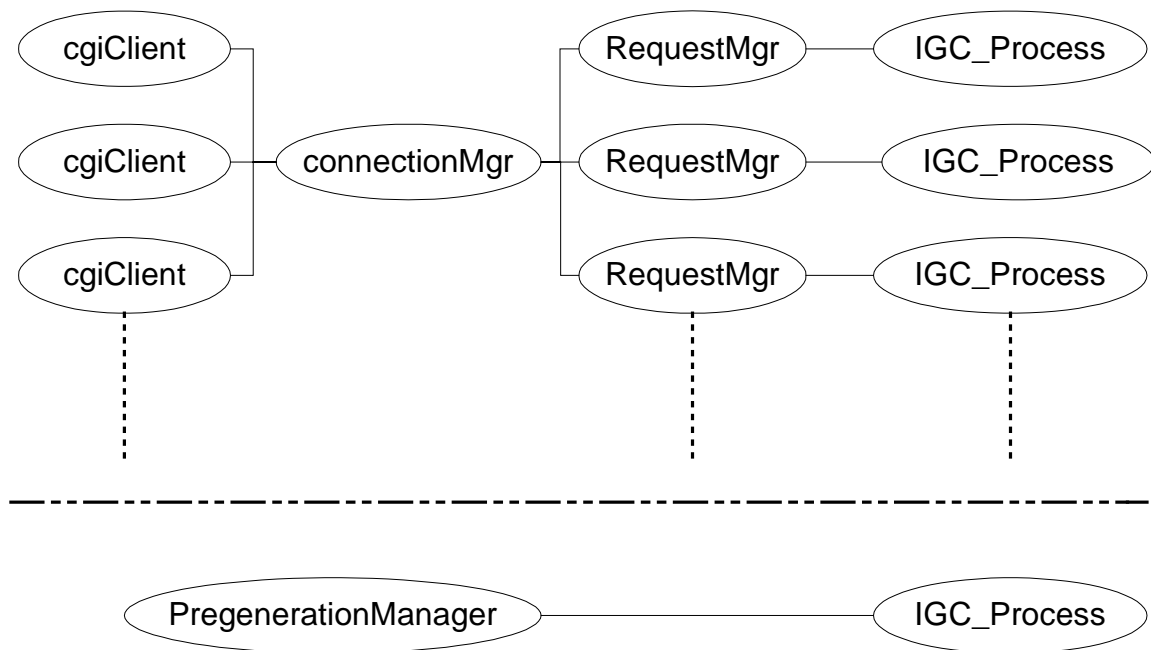 cgiClient
RequestMgr
IGC_Process
cgiClient
connectionMgr
RequestMgr
IGC_Process
cgiClient
RequestMgr
IGC_Process
PregenerationManager
IGC_Process